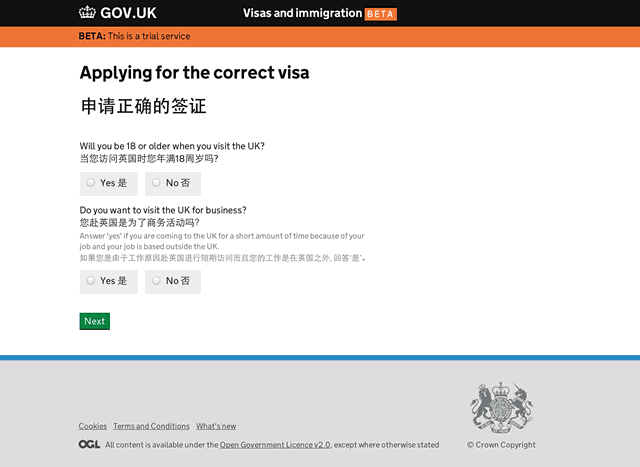 GOV.UK
Visas and immigration BETA
BETA: This is a trial service
Applying for the correct visa
申请正确的签证
Will you be 18 or older when you visit the UK?
当您访问英国时您年满18周岁吗?
Yes 是 No 否
Do you want to visit the UK for business?
您赴英国是为了商务活动吗?
Answer 'yes' if you are coming to the UK for a short amount of time because of your
job and your job is based outside the UK.
如果您是由于工作原因赴英国进行短期访问而且您的工作是在英国之外,回答'是'。
Yes 是 No 否
Next
Cookies Terms and Conditions What's new
OGL All content is available under the Open Government Licence v2.0, except where otherwise stated
© Crown Copyright